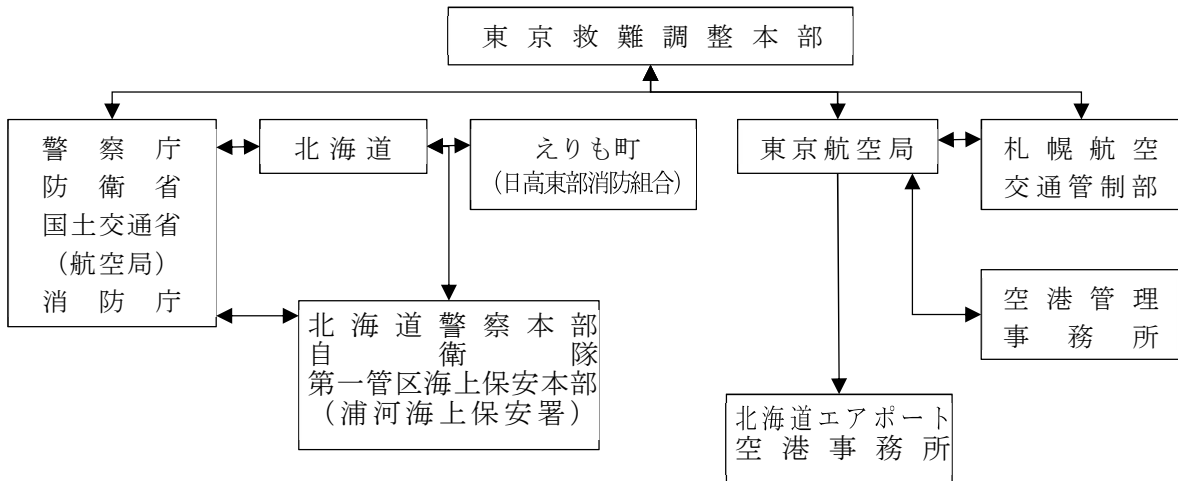 東京救難調整本部
警察庁
防衛省
国土交通省
（航空局）
消防庁
北海道
えりも町
（日高東部消防組合）
東京航空局
札幌航空
交通管制部
空港管理
事務所
北海道警察本部
自衛隊
第一管区海上保安本部
（浦河海上保安署）
北海道エアポート
空港事務所